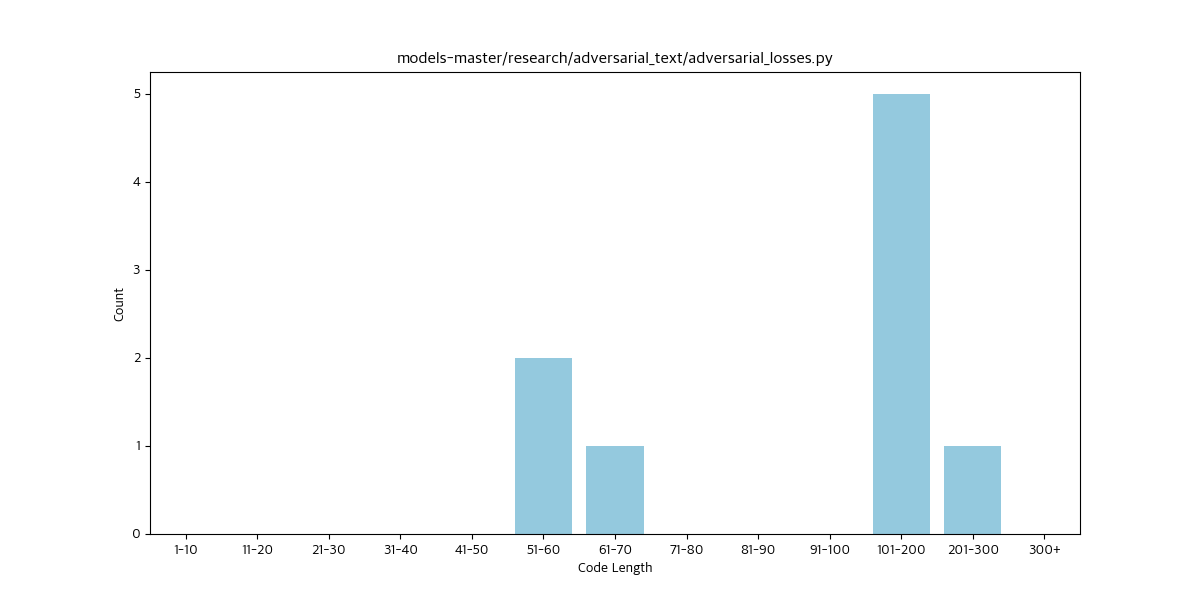 models-master/research/adversarial_text/adversarial_losses.py
5
4
3
2
1
0
Count
1-10 11-20 21-30 31-40 41-50 51-60 61-70 71-80 81-90 91-100 101-200 201-300 300+
Code Length